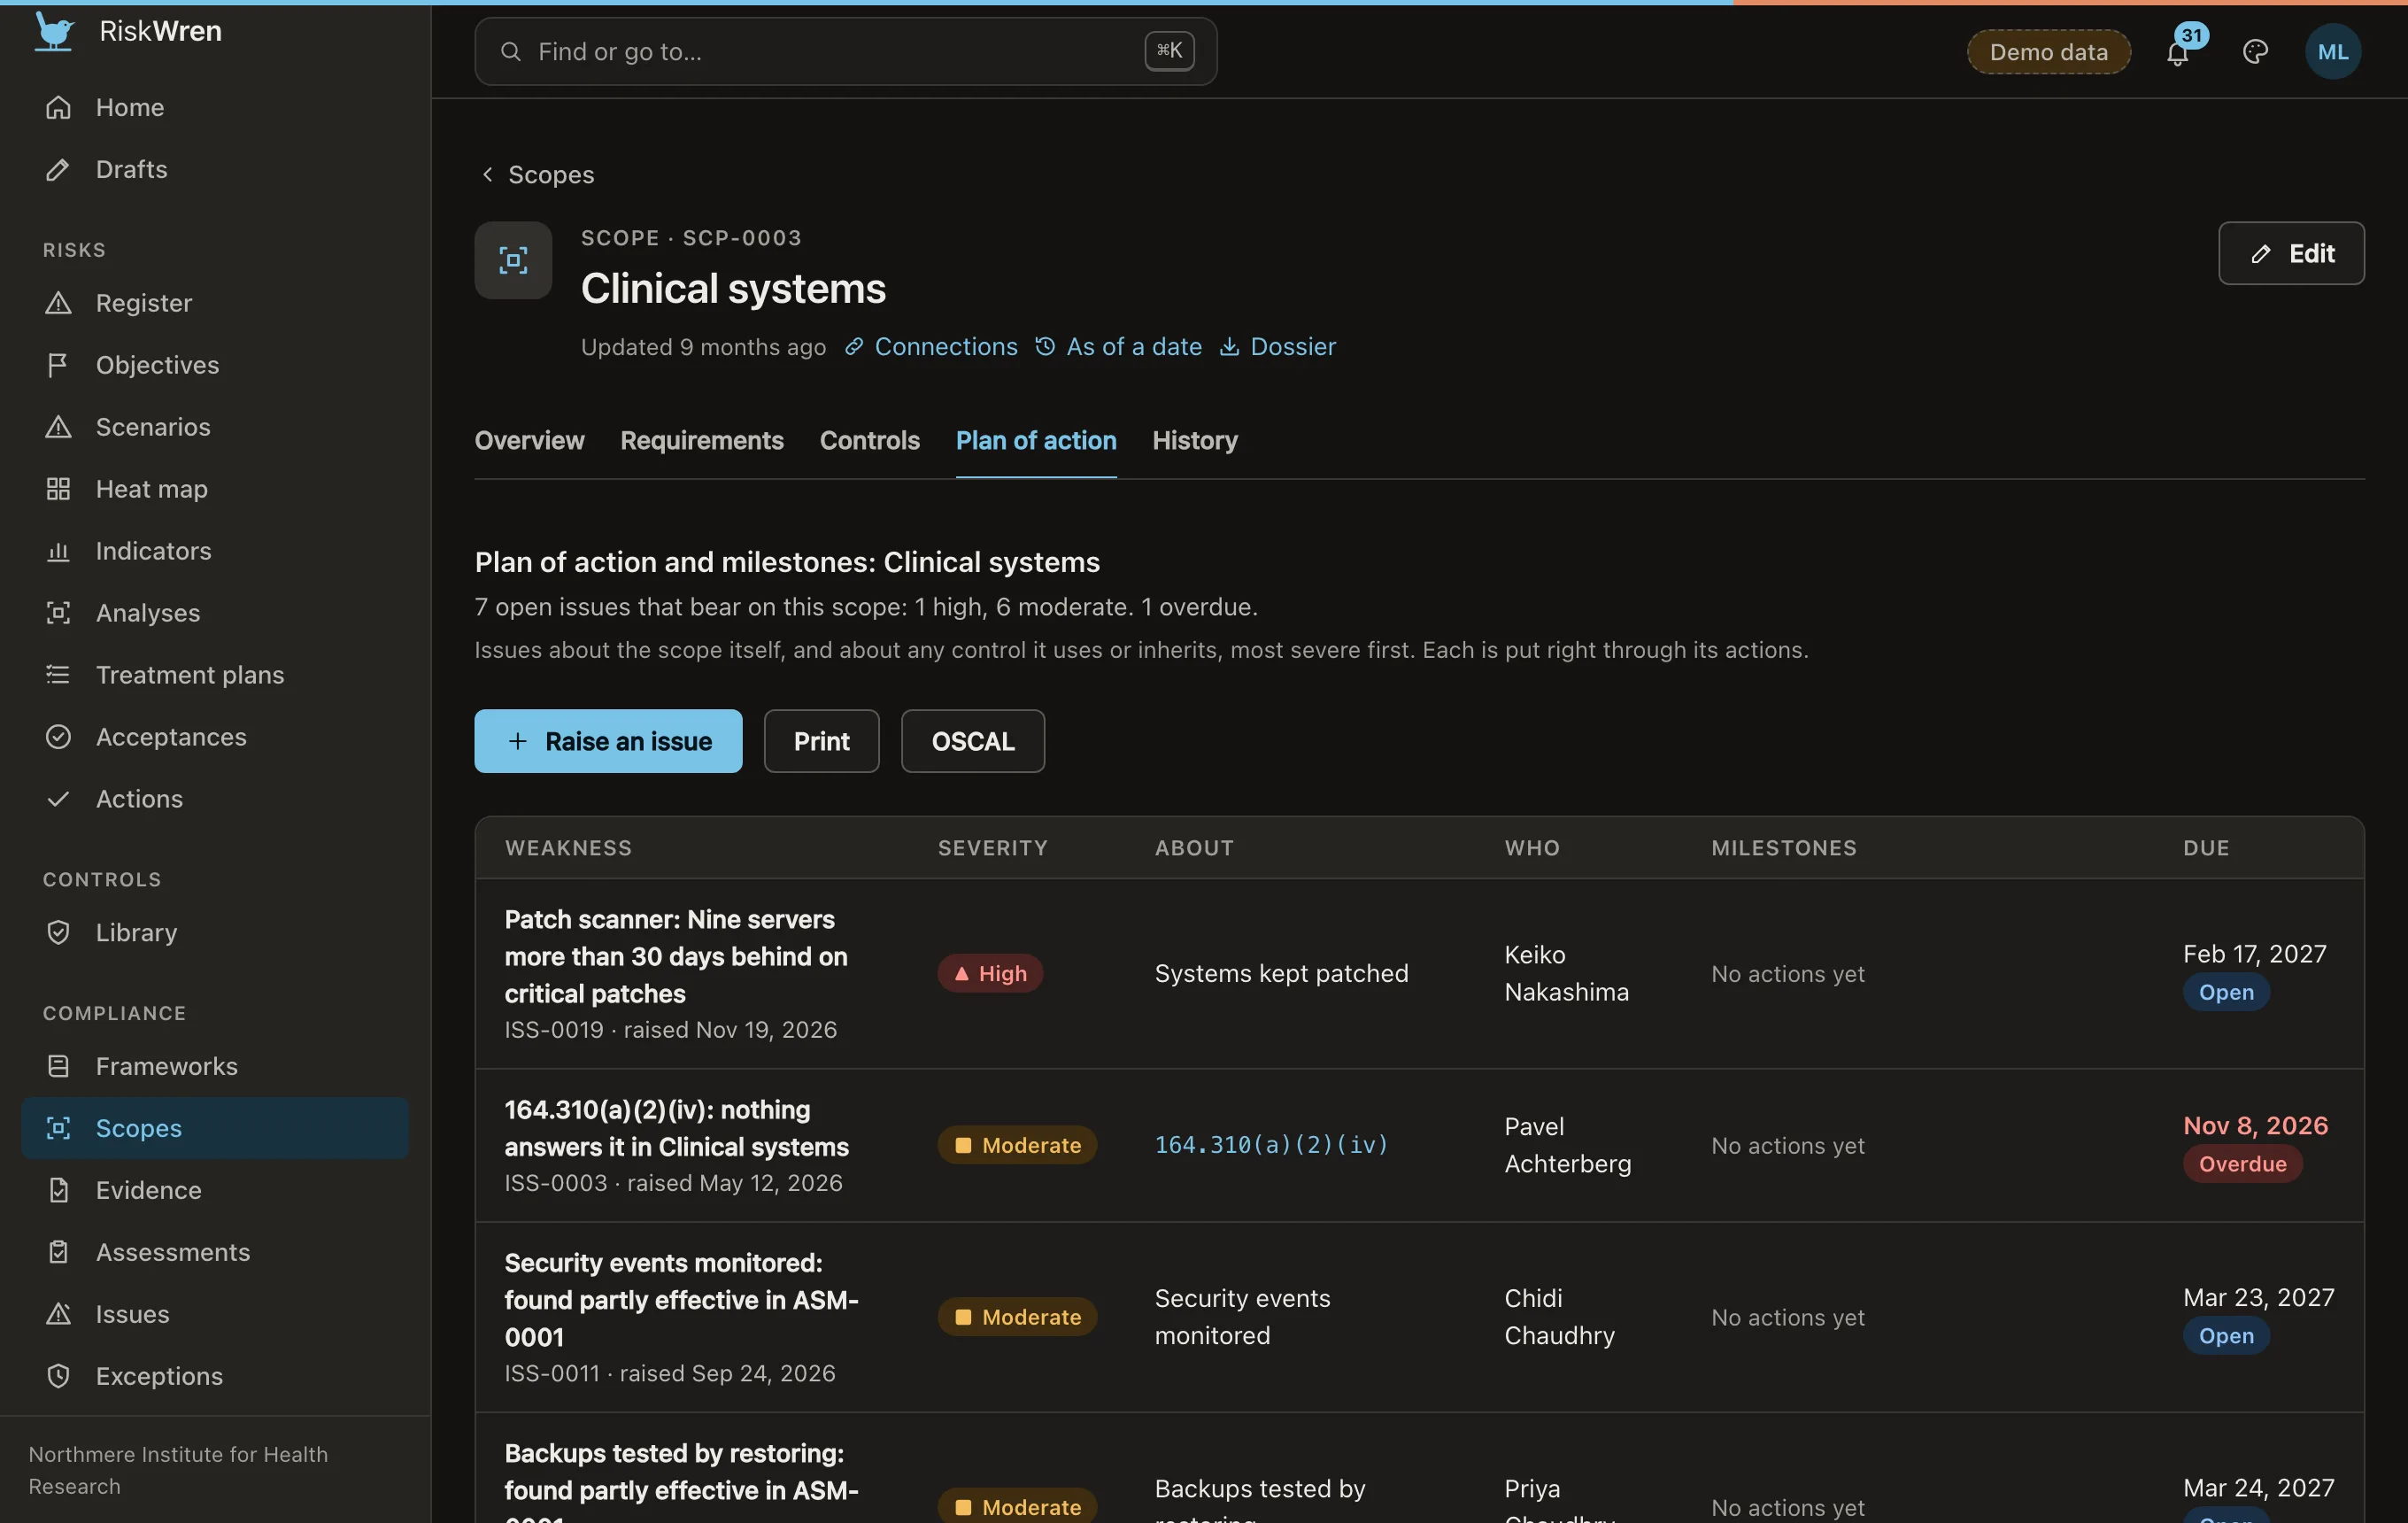 RiskWren
Find or go to...
⌘K
Demo data
31
ML
Home
Drafts
RISKS
Register
Objectives
Scenarios
Heat map
Indicators
Analyses
Treatment plans
Acceptances
Actions
CONTROLS
Library
COMPLIANCE
Frameworks
Scopes
Evidence
Assessments
Issues
Exceptions
Northmere Institute for Health
Research
Scopes
SCOPE · SCP-0003
Clinical systems
Edit
Updated 9 months ago Connections As of a date Dossier
Overview Requirements Controls Plan of action History
Plan of action and milestones: Clinical systems
7 open issues that bear on this scope: 1 high, 6 moderate. 1 overdue.
Issues about the scope itself, and about any control it uses or inherits, most severe first. Each is put right through its actions.
+ Raise an issue
Print
OSCAL
WEAKNESS SEVERITY ABOUT WHO MILESTONES DUE
Patch scanner: Nine servers
more than 30 days behind on
critical patches
ISS-0019 · raised Nov 19, 2026
High
Systems kept patched
Keiko
Nakashima
No actions yet
Feb 17, 2027
Open
164.310(a)(2)(iv): nothing
answers it in Clinical systems
ISS-0003 · raised May 12, 2026
Moderate
164.310(a)(2)(iv)
Pavel
Achterberg
No actions yet
Nov 8, 2026
Overdue
Security events monitored:
found partly effective in ASM-
0001
ISS-0011 · raised Sep 24, 2026
Moderate
Security events
monitored
Chidi
Chaudhry
No actions yet
Mar 23, 2027
Open
Backups tested by restoring:
found partly effective in ASM-
0001
Moderate
Backups tested by
restoring
Priya
Chaudhry
No actions yet
Mar 24, 2027
Open